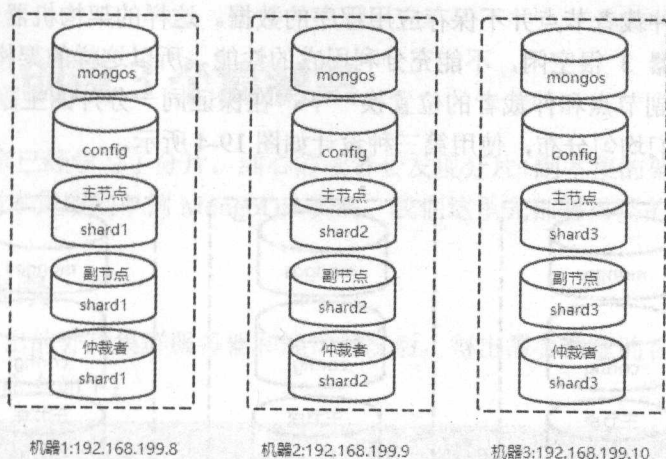 mongos
config
主节点
shard1
副节点
shard1
仲裁者
shard1
机器1:192.168.199.8
mongos
config
主节点
shard2
副节点
shard2
仲裁者
shard2
机器2:192.168.199.9
mongos
config
主节点
shard3
副节点
shard3
仲裁者
shard3
机器3:192.168.199.10